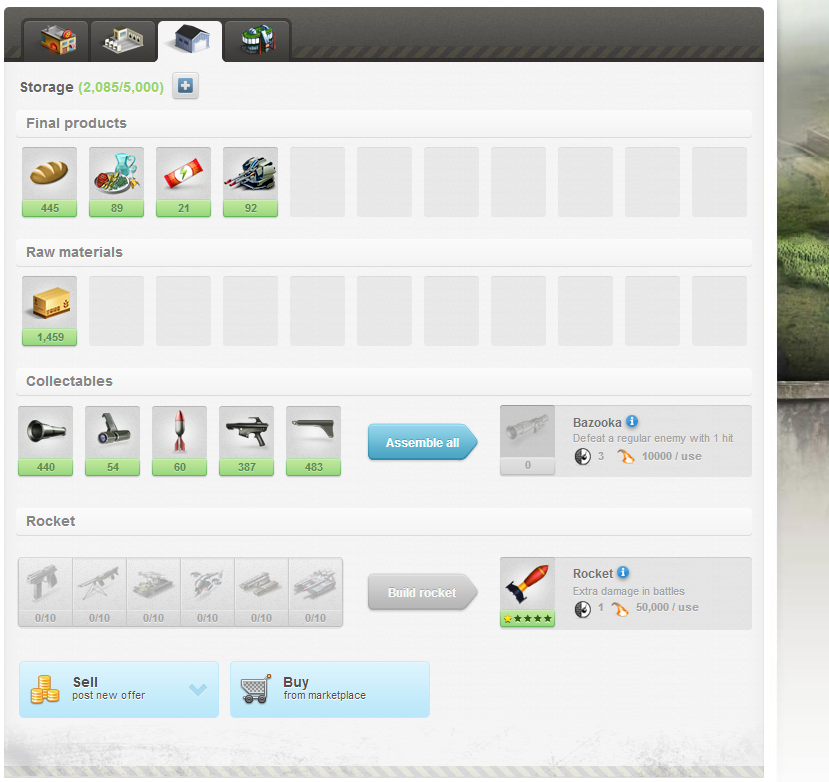 Storage (2,085/5,000)
Final products
445 89 21 92
Raw materials
1,459
Collectables
440 54 60 387 483
Assemble all
0
Bazooka
Defeat a regular enemy with 1 hit
3 10000 / use
Rocket
0/10 0/10 0/10 0/10 0/10 0/10
Build rocket
Rocket
Extra damage in battles
1 50,000 / use
Sell
post new offer
Buy
from marketplace